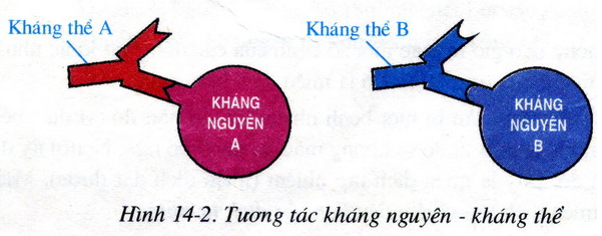 Kháng thể A
Kháng thể B
KHÁNG
NGUYÊN
A
KHÁNG
NGUYÊN
B
Hình 14-2. Tương tác kháng nguyên - kháng thể